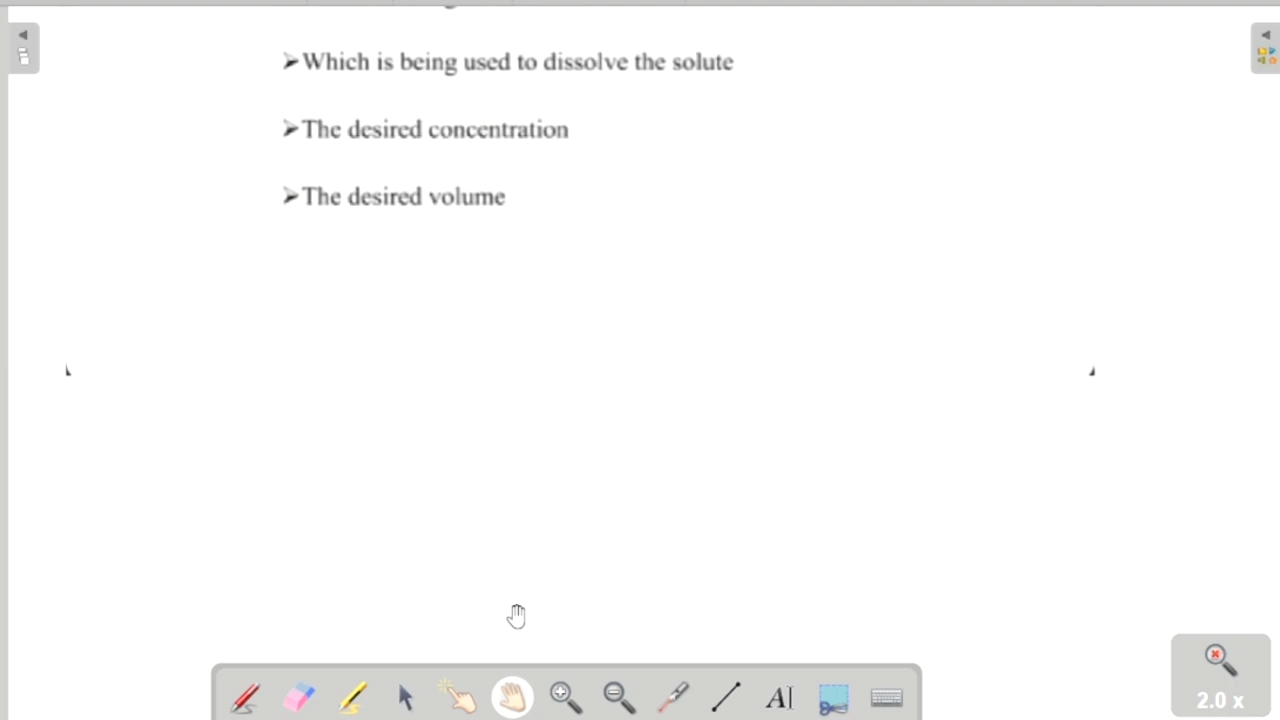 ➢Which is being used to dissolve the solute
➢The desired concentration
➢The desired volume
A
2.0 x